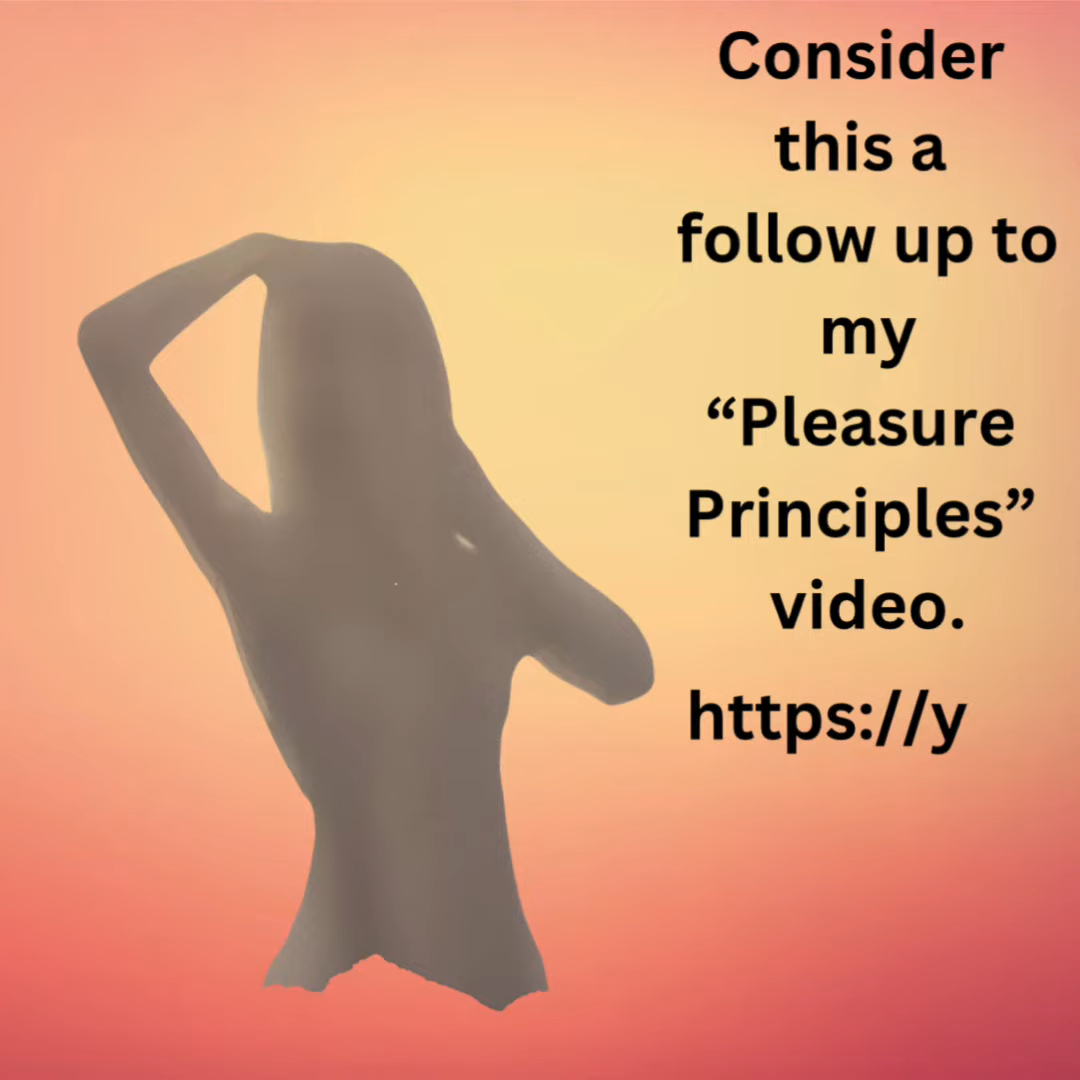 Consider
this a
follow up to
my
“Pleasure
Principles”
video.
https://y